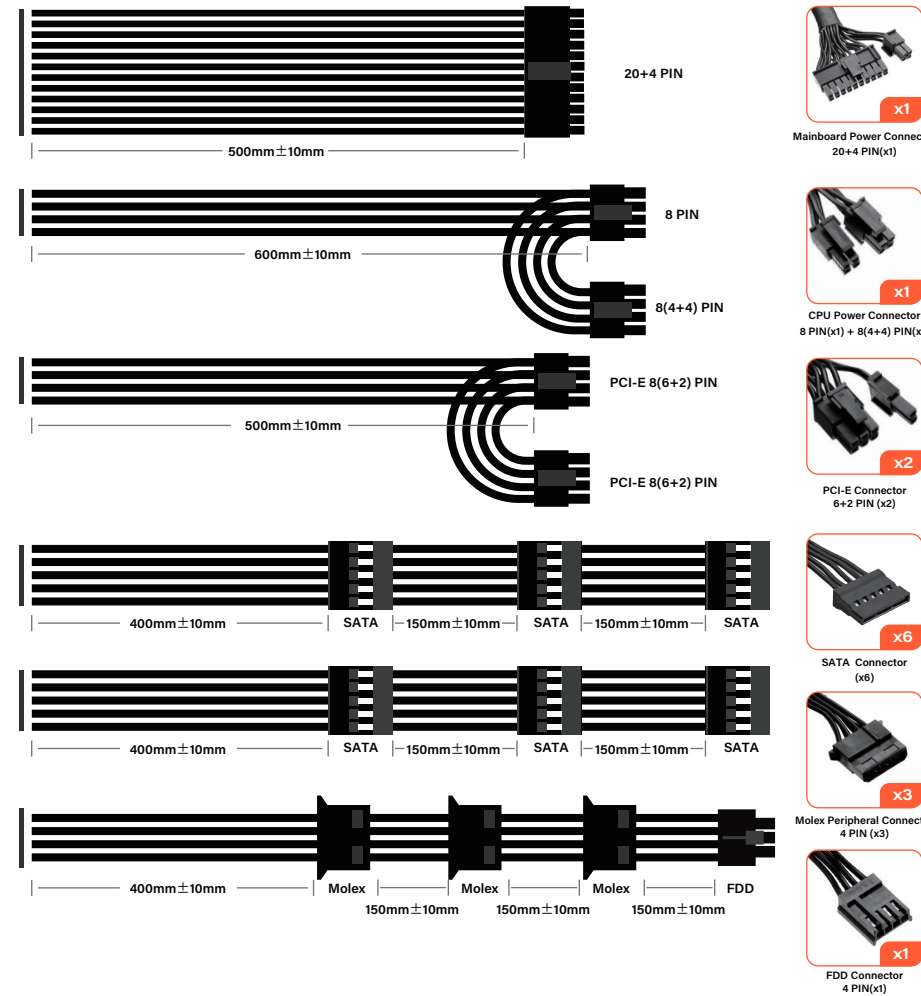 20+4 PIN
500mm±10mm
x1
Mainboard Power Connec
20+4 PIN(x1)
8 PIN
600mm±10mm
8(4+4) PIN
x1
CPU Power Connector
8 PIN(x1) + 8(4+4) PIN(x
PCI-E 8(6+2) PIN
500mm±10mm
PCI-E 8(6+2) PIN
x2
PCI-E Connector
6+2 PIN (x2)
400mm±10mm SATA 150mm±10mm SATA 150mm±10mm SATA
x6
SATA Connector
(x6)
400mm±10mm SATA 150mm±10mm SATA 150mm±10mm SATA
x3
Molex Peripheral Connect
4 PIN (x3)
400mm±10mm Molex Molex Molex FDD
150mm±10mm 150mm±10mm 150mm±10mm
x1
FDD Connector
4 PIN(x1)